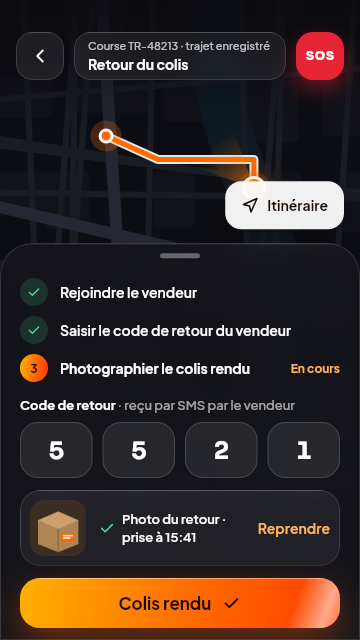 Course TR-48213 · trajet enregistré
Retour du colis
SOS
Itinéraire
Rejoindre le vendeur
Saisir le code de retour du vendeur
3 Photographier le colis rendu En cours
Code de retour · reçu par SMS par le vendeur
5 5 2 1
Photo du retour ·
prise à 15:41
Reprendre
Colis rendu